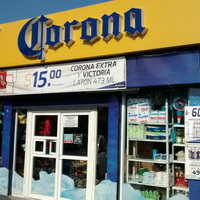 Corona
$15.00
CORONA EXTRA
Y VICTORIA
LATÓN 473 ML